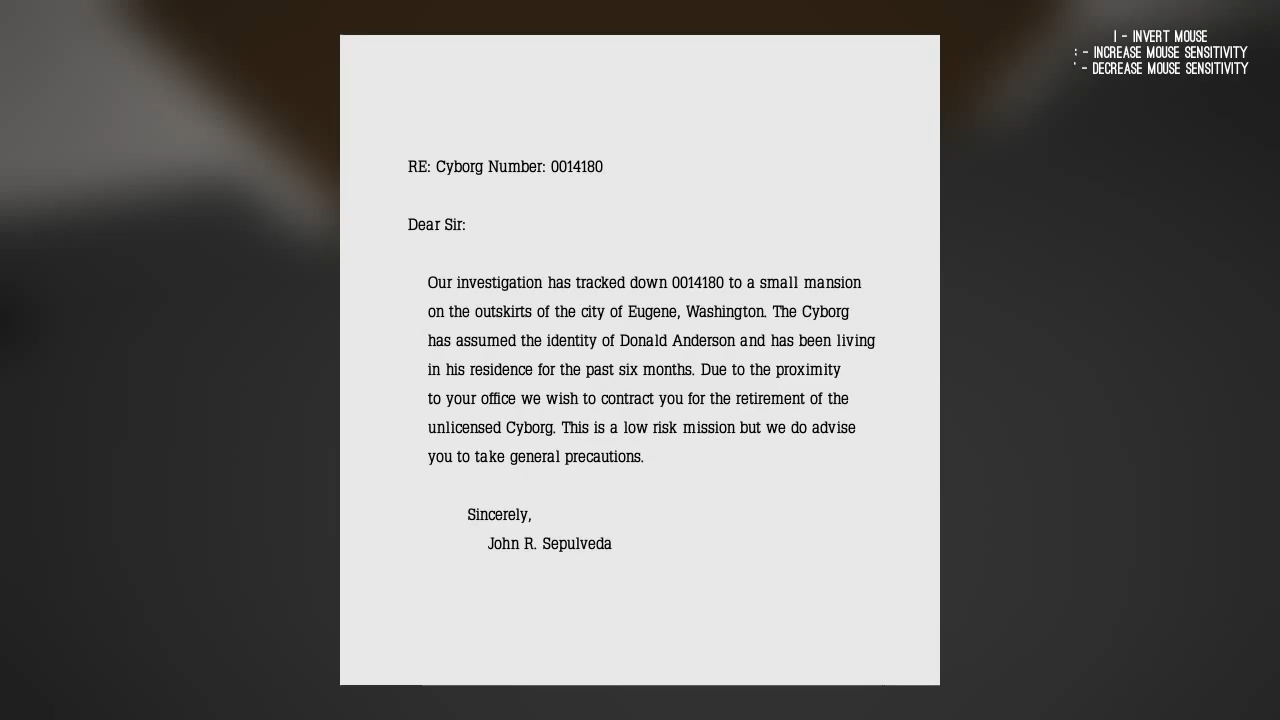 I - INVERT MOUSE
; - INCREASE MOUSE SENSITIVITY
' - DECREASE MOUSE SENSITIVITY
RE: Cyborg Number: 0014180
Dear Sir:
Our investigation has tracked down 0014180 to a small mansion
on the outskirts of the city of Eugene, Washington. The Cyborg
has assumed the identity of Donald Anderson and has been living
in his residence for the past six months. Due to the proximity
to your office we wish to contract you for the retirement of the
unlicensed Cyborg. This is a low risk mission but we do advise
you to take general precautions.
Sincerely,
John R. Sepulveda